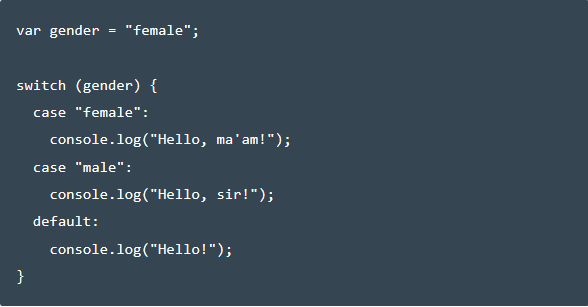 var gender = "female";

switch (gender) {
  case "female":
    console.log("Hello, ma'am!");
  case "male":
    console.log("Hello, sir!");
  default:
    console.log("Hello!");
}